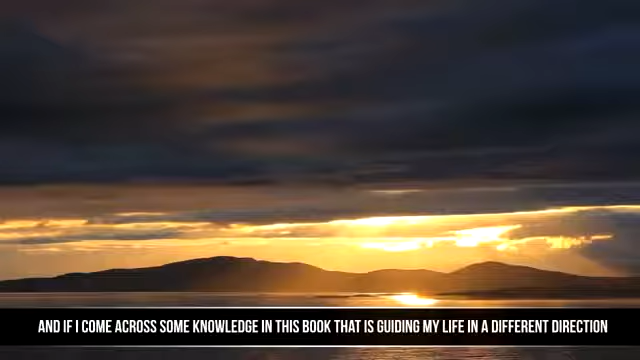 AND IF I COME ACROSS SOME KNOWLEDGE IN THIS BOOK THAT IS GUIDING MY LIFE IN A DIFFERENT DIRECTION